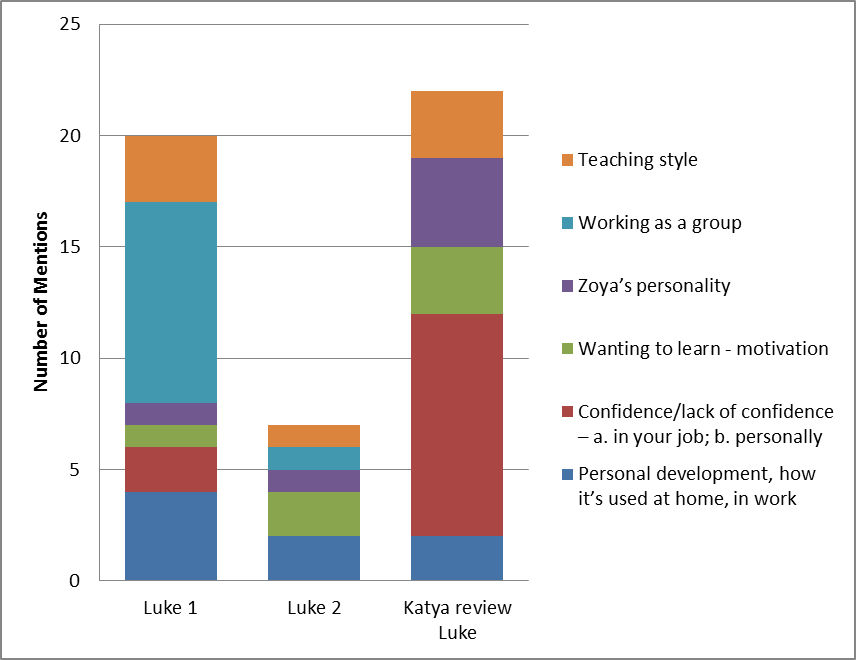 25
20
15
10
5
0
Number of Mentions
Luke 1
Luke 2
Katya review
Luke
Teaching style
Working as a group
Zoya’s personality
Wanting to learn - motivation
Confidence/lack of confidence
– a. in your job; b. personally
Personal development, how
it’s used at home, in work